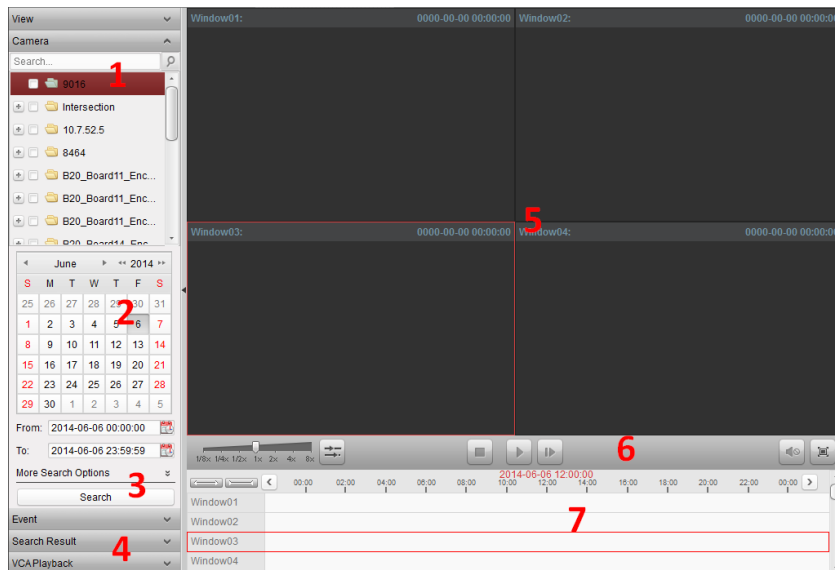 View
Camera
Search...
1
9016
Intersection
10.7.52.5
8464
B20_Board11_Enc...
B20_Board11_Enc...
B20_Board11_Enc...
B20_Board14_Enc...
June 2014
S M T W T F S
25 26 27 28 29 30 31
1 2 3 4 5 6 7
8 9 10 11 12 13 14
15 16 17 18 19 20 21
22 23 24 25 26 27 28
29 30 1 2 3 4 5
2
From: 2014-06-06 00:00:00
To: 2014-06-06 23:59:59
More Search Options
3
Search
Event
Search Result
4
VCAPlayback
Window01: 0000-00-00 00:00:00
Window02: 0000-00-00 00:00:00
5
Window03: 0000-00-00 00:00:00
Window04: 0000-00-00 00:00:00
1/8x 1/4x 1/2x 1x 2x 4x 8x
6
2014-06-06 12:00:00
00:00 02:00 04:00 06:00 08:00 10:00 12:00 14:00 16:00 18:00 20:00 22:00 00:00
Window01
7
Window02
Window03
Window04